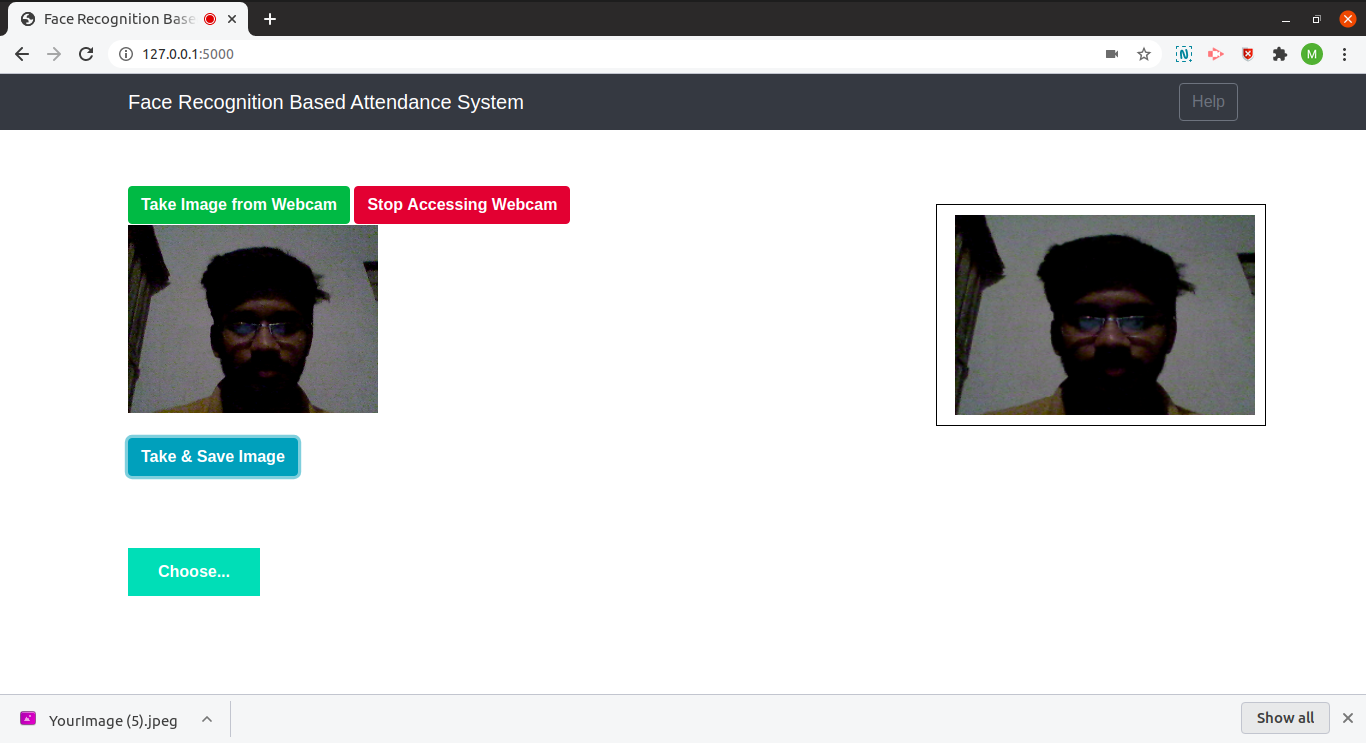 Face Recognition Base
127.0.0.1:5000
M
Face Recognition Based Attendance System
Help
Take Image from Webcam
Stop Accessing Webcam
Take & Save Image
Choose...
YourImage (5).jpeg
Show all